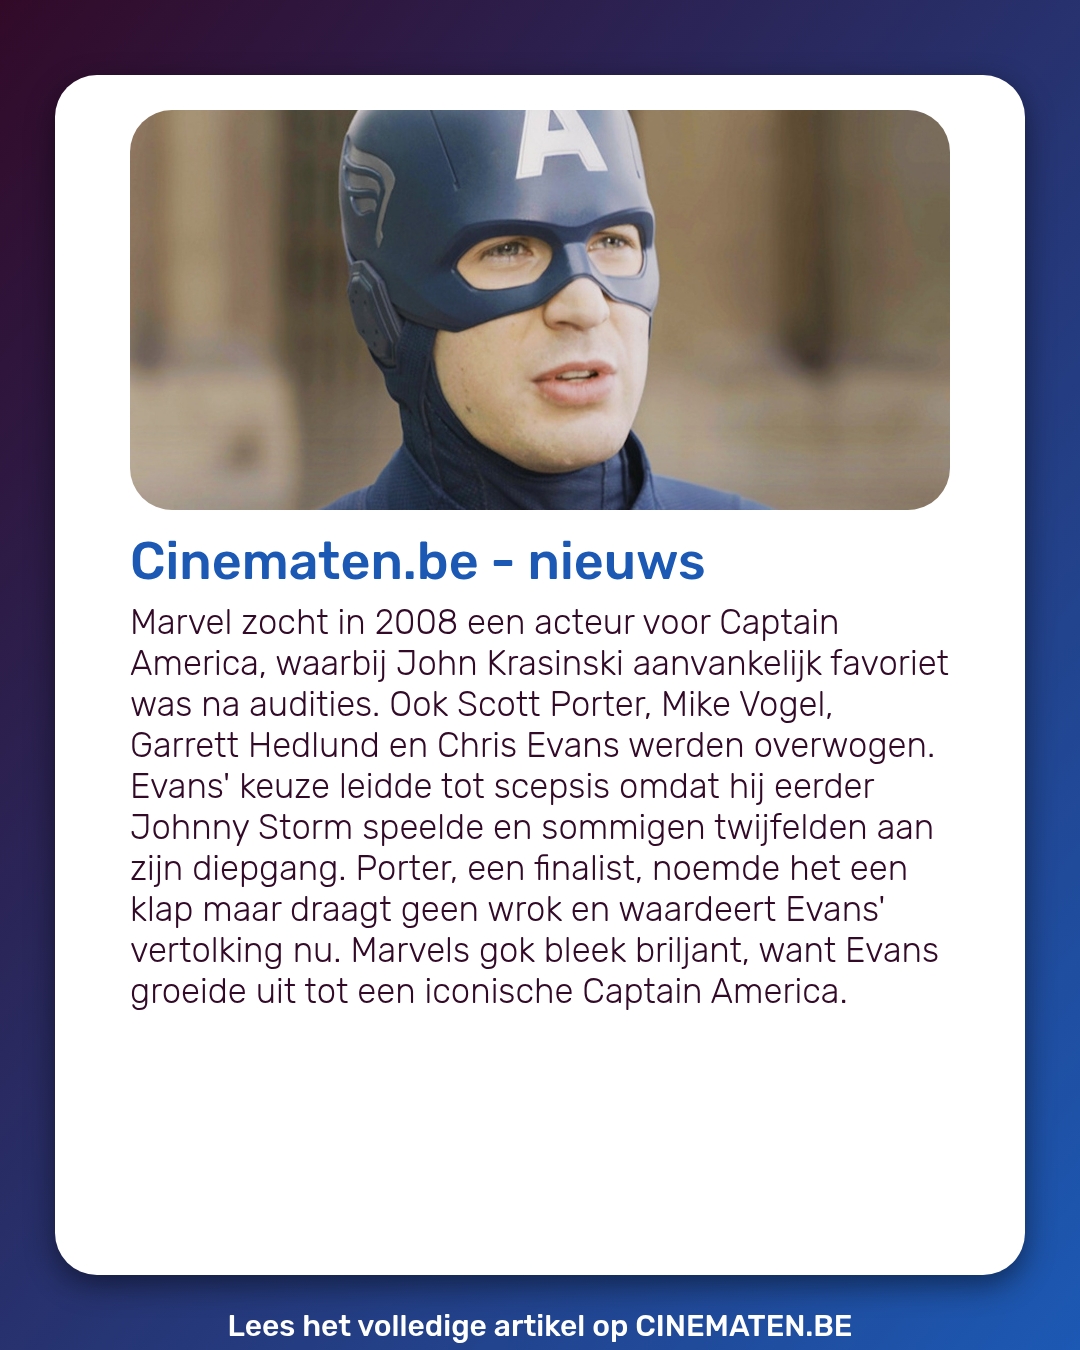 A
Cinematen.be - nieuws
Marvel zocht in 2008 een acteur voor Captain
America, waarbij John Krasinski aanvankelijk favoriet
was na audities. Ook Scott Porter, Mike Vogel,
Garrett Hedlund en Chris Evans werden overwogen.
Evans' keuze leidde tot scepsis omdat hij eerder
Johnny Storm speelde en sommigen twijfelden aan
zijn diepgang. Porter, een finalist, noemde het een
klap maar draagt geen wrok en waardeert Evans'
vertolking nu. Marvels gok bleek briljant, want Evans
groeide uit tot een iconische Captain America.
Lees het volledige artikel op CINEMATEN.BE